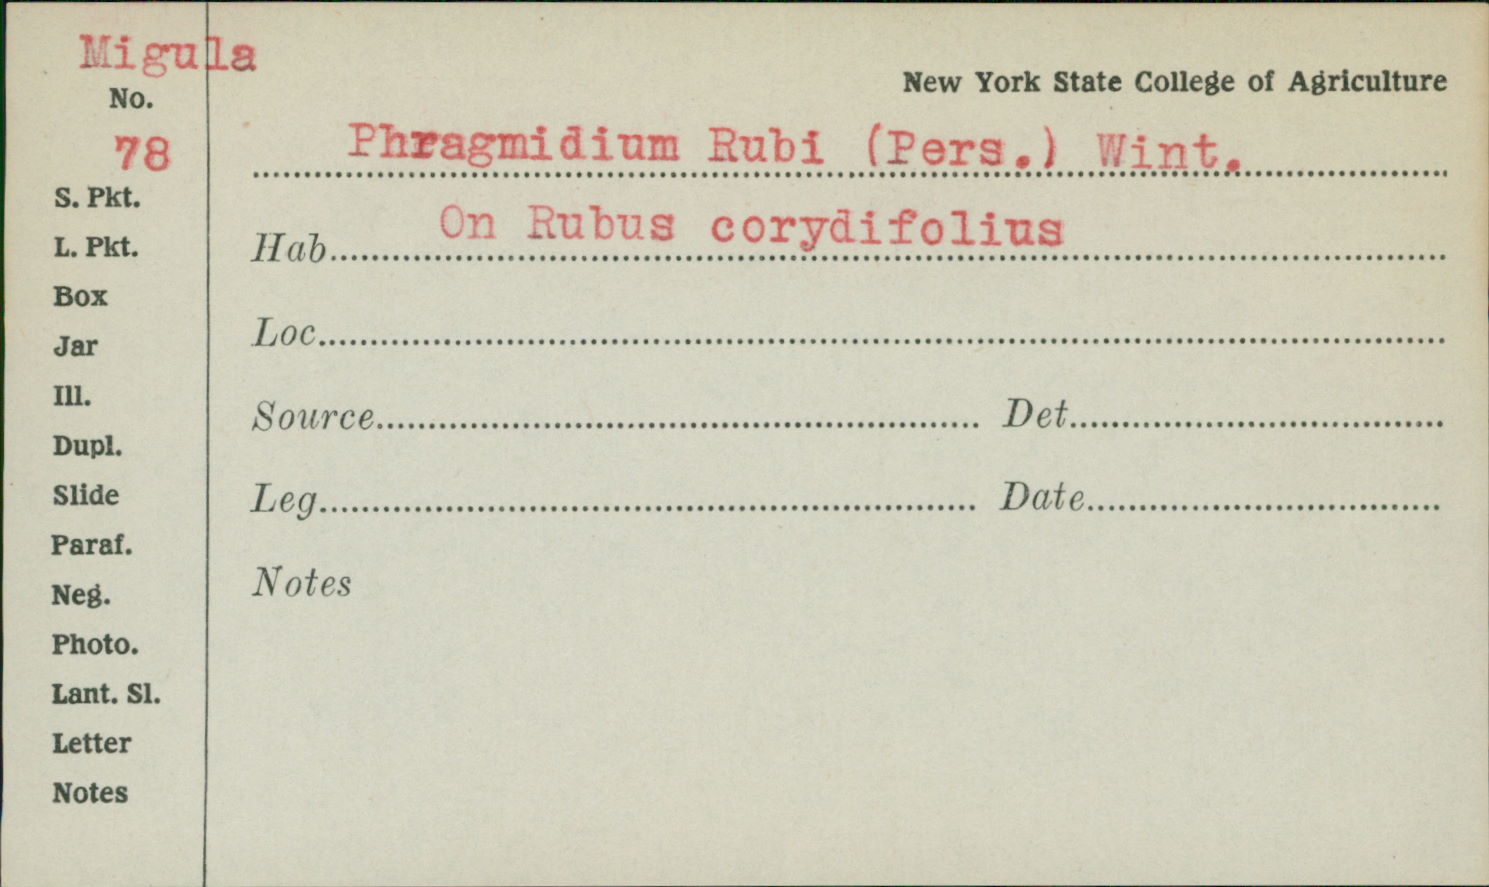 Migula
No.
78
S. Pkt.
L. Pkt.
Box
Jar
Ill.
Dupl.
Slide
Paraf.
Neg.
Photo.
Lant. Sl.
Letter
Notes
New York State College of Agriculture
Phragmidium Rubi (Pers.) Wint.
Hab. On Rubus corydifolius
Loc.
Source
Det.
Leg.
Date
Notes